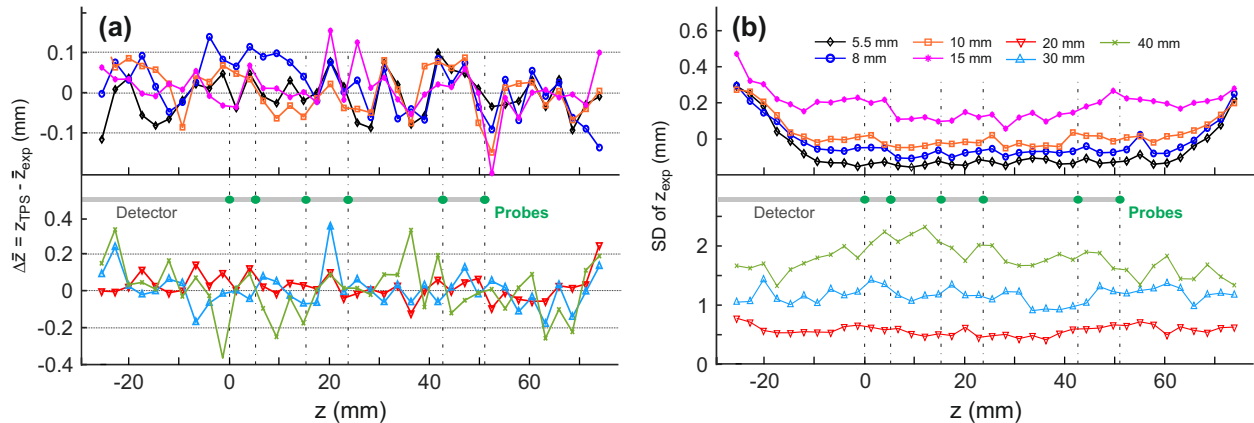 (a)
0.1
0
-0.1
Detector
Probes
0.4
0.2
0
-0.2
-0.4
-20
0
20
40
60
z (mm)
Δz̄ = z_TPS - z̄_exp (mm)
(b)
5.5 mm
10 mm
20 mm
40 mm
8 mm
15 mm
30 mm
0.6
0.4
0.2
0
Detector
Probes
2
1
0
-20
0
20
40
60
z (mm)
SD of z_exp (mm)